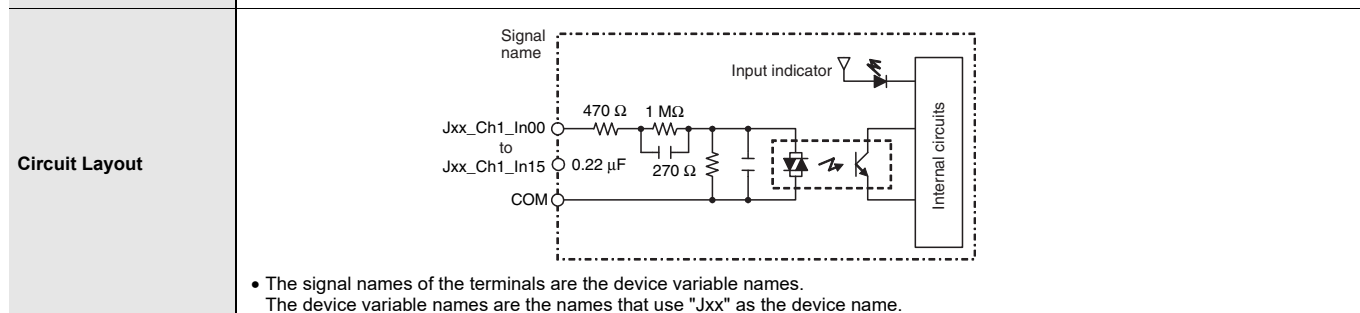 Circuit Layout
Signal
name
Input indicator
470 Ω 1 MΩ
Jxx_Ch1_In00
to
Jxx_Ch1_In15 0.22 μF 270 Ω
COM
Internal circuits
• The signal names of the terminals are the device variable names.
The device variable names are the names that use "Jxx" as the device name.